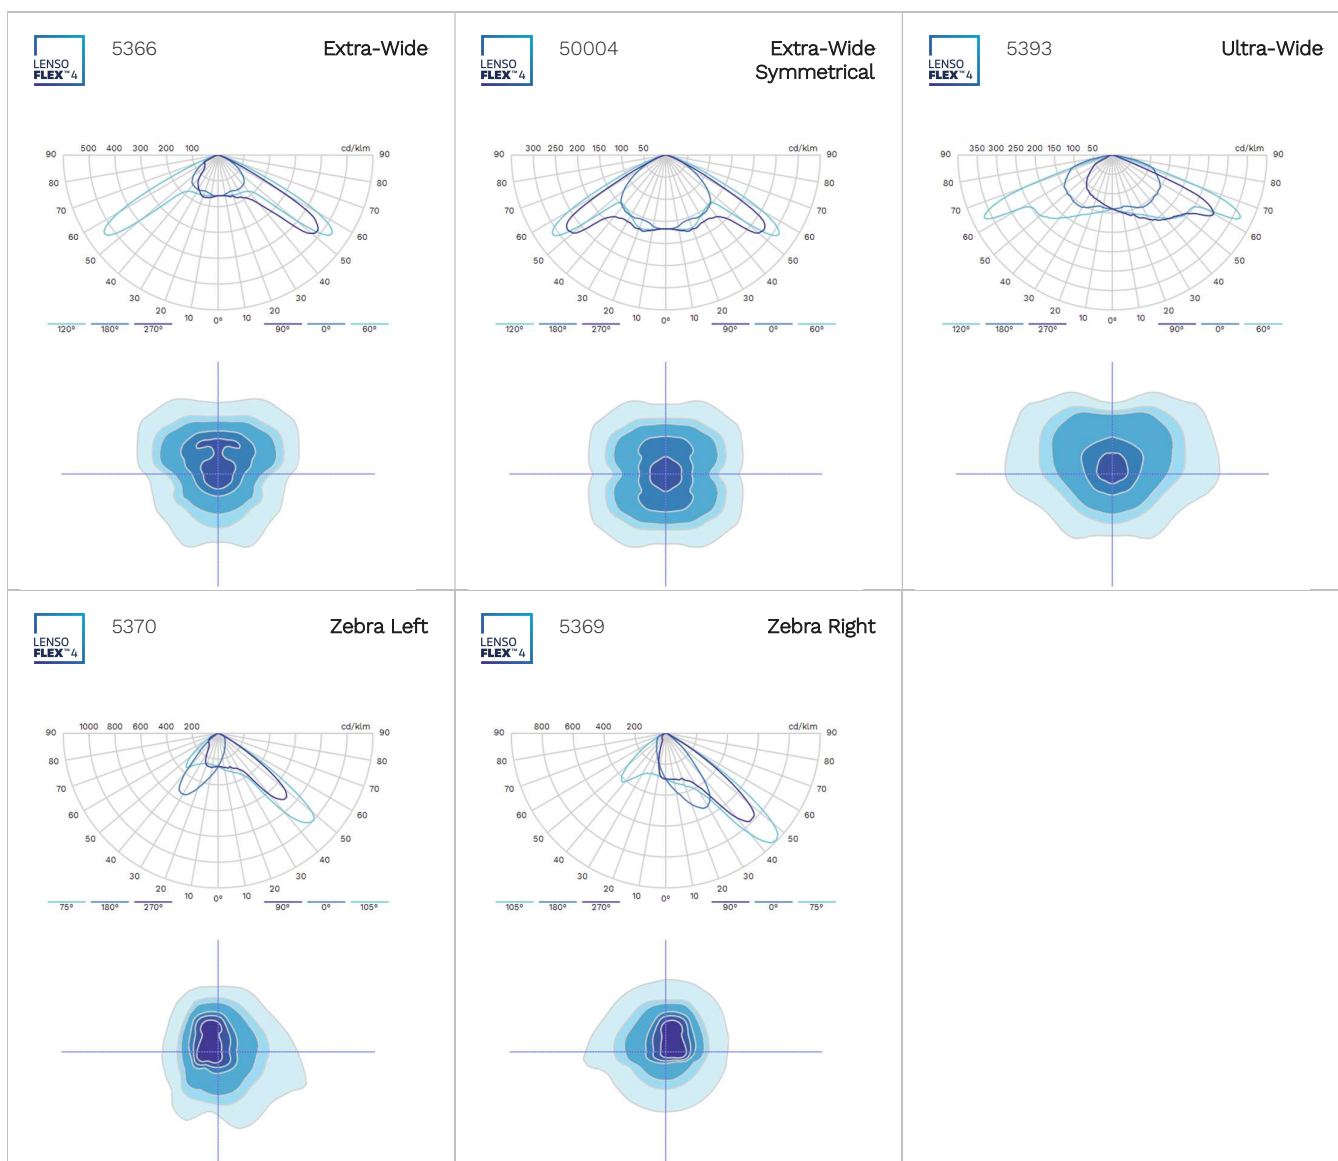 LENSO
FLEX™4
5366
Extra-Wide
90 500 400 300 200 100 cd/klm 90
80 80
70 70
60 60
50 50
40 40
30 30
20 10 0° 10 20
120° 180° 270° 90° 0° 60°
LENSO
FLEX™4
50004
Extra-Wide
Symmetrical
90 300 250 200 150 100 50 cd/klm 90
80 80
70 70
60 60
50 50
40 40
30 30
20 10 0° 10 20
120° 180° 270° 90° 0° 60°
LENSO
FLEX™4
5393
Ultra-Wide
90 350 300 250 200 150 100 50 cd/klm 90
80 80
70 70
60 60
50 50
40 40
30 30
20 10 0° 10 20
120° 180° 270° 90° 0° 60°
LENSO
FLEX™4
5370
Zebra Left
90 1000 800 600 400 200 cd/klm 90
80 80
70 70
60 60
50 50
40 40
30 30
20 10 0° 10 20
75° 180° 270° 90° 0° 105°
LENSO
FLEX™4
5369
Zebra Right
90 800 600 400 200 cd/klm 90
80 80
70 70
60 60
50 50
40 40
30 30
20 10 0° 10 20
105° 180° 270° 90° 0° 75°